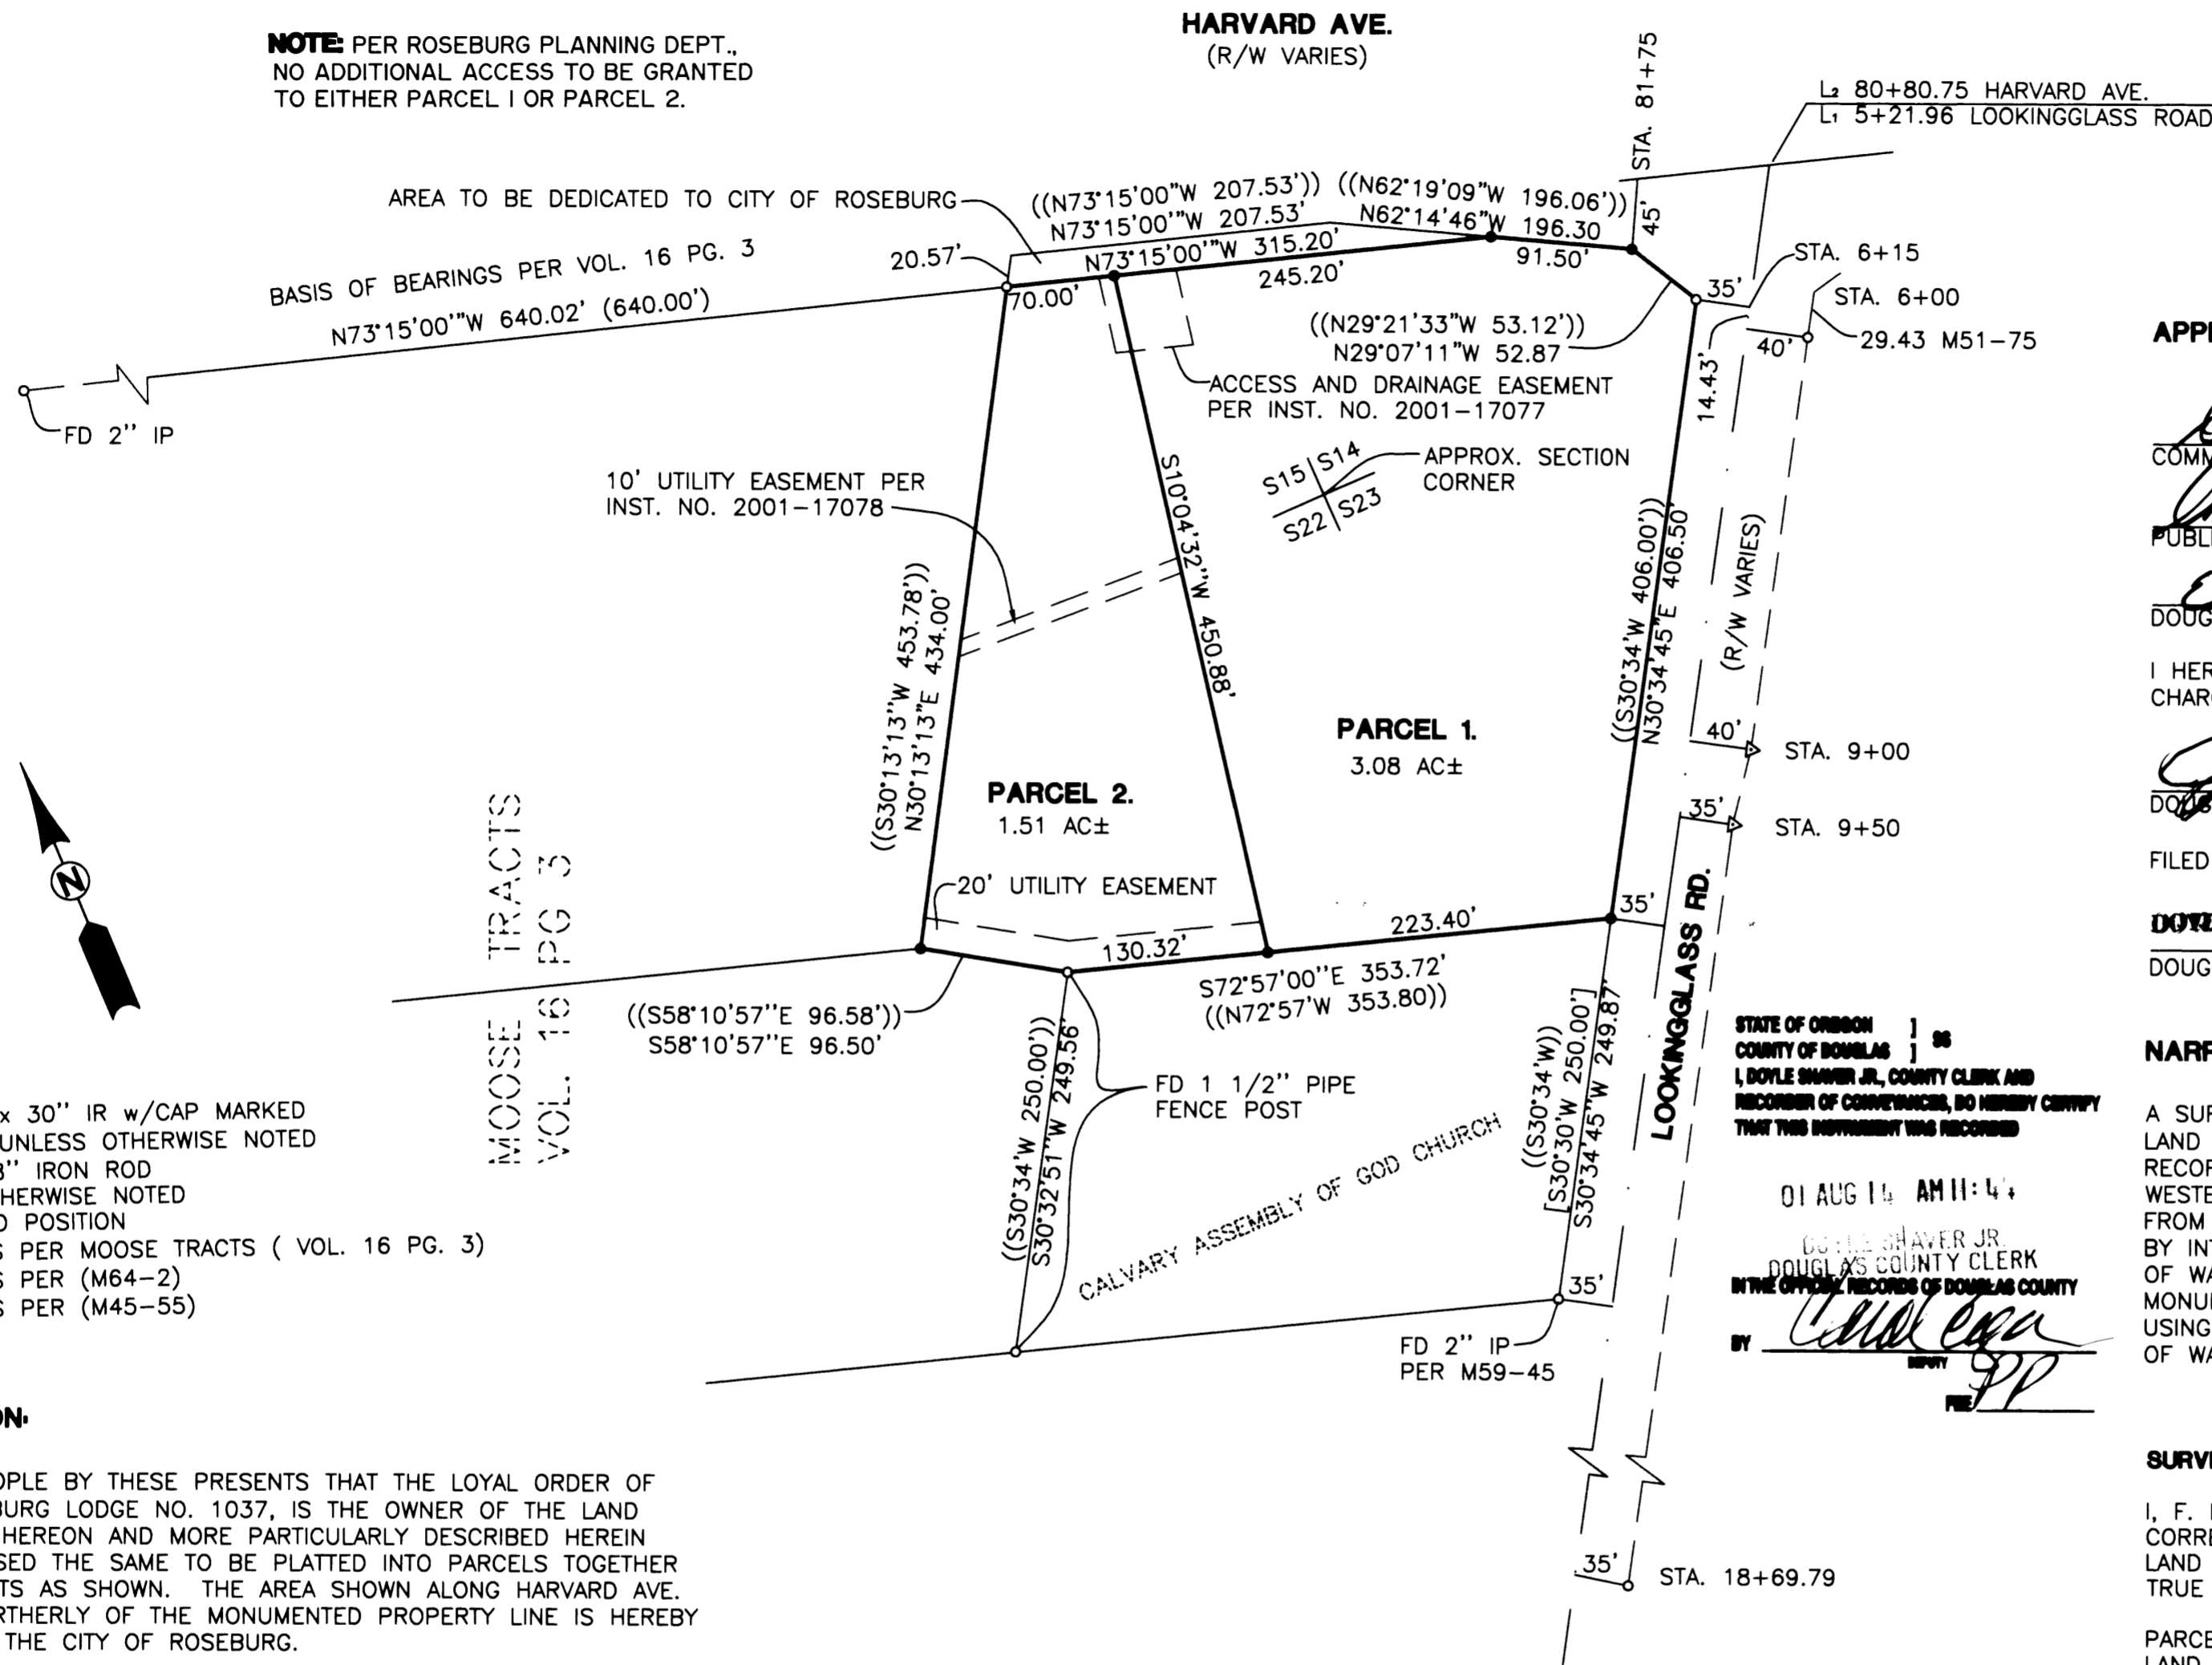 NOTE: PER ROSEBURG PLANNING DEPT.,
NO ADDITIONAL ACCESS TO BE GRANTED
TO EITHER PARCEL 1 OR PARCEL 2.
HARVARD AVE.
(R/W VARIES)
STA. 81+75
L2 80+80.75 HARVARD AVE.
L1 5+21.96 LOOKINGGLASS ROAD
AREA TO BE DEDICATED TO CITY OF ROSEBURG
((N73°15'00"W 207.53')) ((N62°19'09"W 196.06'))
N73°15'00'"W 207.53'
N62°14'46"W 196.30
45'
BASIS OF BEARINGS PER VOL. 16 PG. 3
N73°15'00'"W 640.02' (640.00')
20.57'
N73°15'00'"W 315.20'
70.00'
245.20'
91.50'
STA. 6+15
35'
STA. 6+00
((N29°21'33"W 53.12'))
N29°07'11"W 52.87
14.43'
40'
29.43 M51-75
FD 2" IP
ACCESS AND DRAINAGE EASEMENT
PER INST. NO. 2001-17077
10' UTILITY EASEMENT PER
INST. NO. 2001-17078
S15 S14
S22 S23
APPROX. SECTION
CORNER
S10°04'32"W 450.88'
((S30°13'13"W 453.78'))
N30°13'13"E 434.00'
((S30°34'W 406.00'))
N30°34'45"E 406.50'
(R/W VARIES)
PARCEL 1.
3.08 AC±
PARCEL 2.
1.51 AC±
40'
STA. 9+00
35'
STA. 9+50
MOOSE TRACTS
VOL. 16 PG 3
N
20' UTILITY EASEMENT
130.32'
223.40'
35'
S72°57'00"E 353.72'
((N72°57'W 353.80))
((S58°10'57"E 96.58'))
S58°10'57"E 96.50'
((S30°34'W 250.00'))
S30°32'51"W 249.56'
FD 1 1/2" PIPE
FENCE POST
CALVARY ASSEMBLY OF GOD CHURCH
((S30°34'W))
[S30°30'W 250.00']
S30°34'45"W 249.87'
LOOKINGGLASS RD.
35'
FD 2" IP
PER M59-45
35'
STA. 18+69.79
x 30" IR w/CAP MARKED
UNLESS OTHERWISE NOTED
" IRON ROD
HERWISE NOTED
POSITION
PER MOOSE TRACTS ( VOL. 16 PG. 3)
PER (M64-2)
PER (M45-55)
ON:
OPLE BY THESE PRESENTS THAT THE LOYAL ORDER OF
BURG LODGE NO. 1037, IS THE OWNER OF THE LAND
HEREON AND MORE PARTICULARLY DESCRIBED HEREIN
SED THE SAME TO BE PLATTED INTO PARCELS TOGETHER
TS AS SHOWN. THE AREA SHOWN ALONG HARVARD AVE.
RTHERLY OF THE MONUMENTED PROPERTY LINE IS HEREBY
THE CITY OF ROSEBURG.
STATE OF OREGON ] SS
COUNTY OF DOUGLAS ]
I, DOYLE SHAVER JR., COUNTY CLERK AND
RECORDER OF CONVEYANCES, DO HEREBY CERTIFY
THAT THIS INSTRUMENT WAS RECORDED
01 AUG 14 AM 11:4
DOYLE SHAVER JR.
DOUGLAS COUNTY CLERK
IN THE OFFICIAL RECORDS OF DOUGLAS COUNTY
BY
DEPUTY
FEE PP
APP
COMM
PUBL
DOUG
I HER
CHAR
DOUG
FILED
DOUG
NARR
A SUR
LAND
RECOR
WESTE
FROM
BY INT
OF WA
MONU
USING
OF WA
SURV
I, F.
CORRE
LAND
TRUE
PARCE
LAND